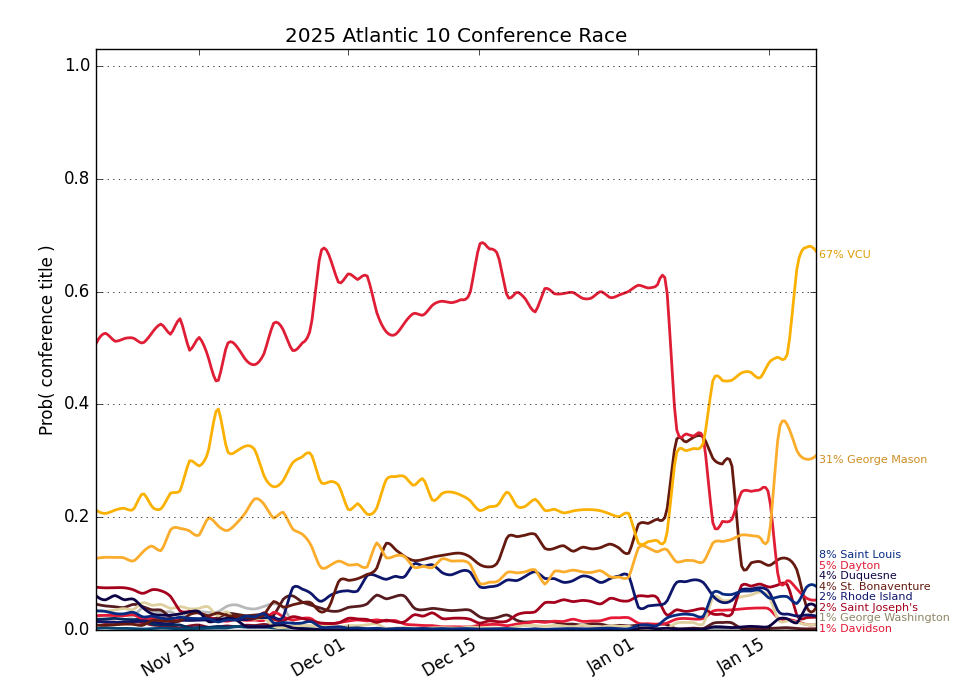 2025 Atlantic 10 Conference Race
Prob( conference title )
1.0
0.8
0.6
0.4
0.2
0.0
Nov 15
Dec 01
Dec 15
Jan 01
Jan 15
67% VCU
31% George Mason
8% Saint Louis
5% Dayton
4% Duquesne
4% St. Bonaventure
2% Rhode Island
2% Saint Joseph's
1% George Washington
1% Davidson